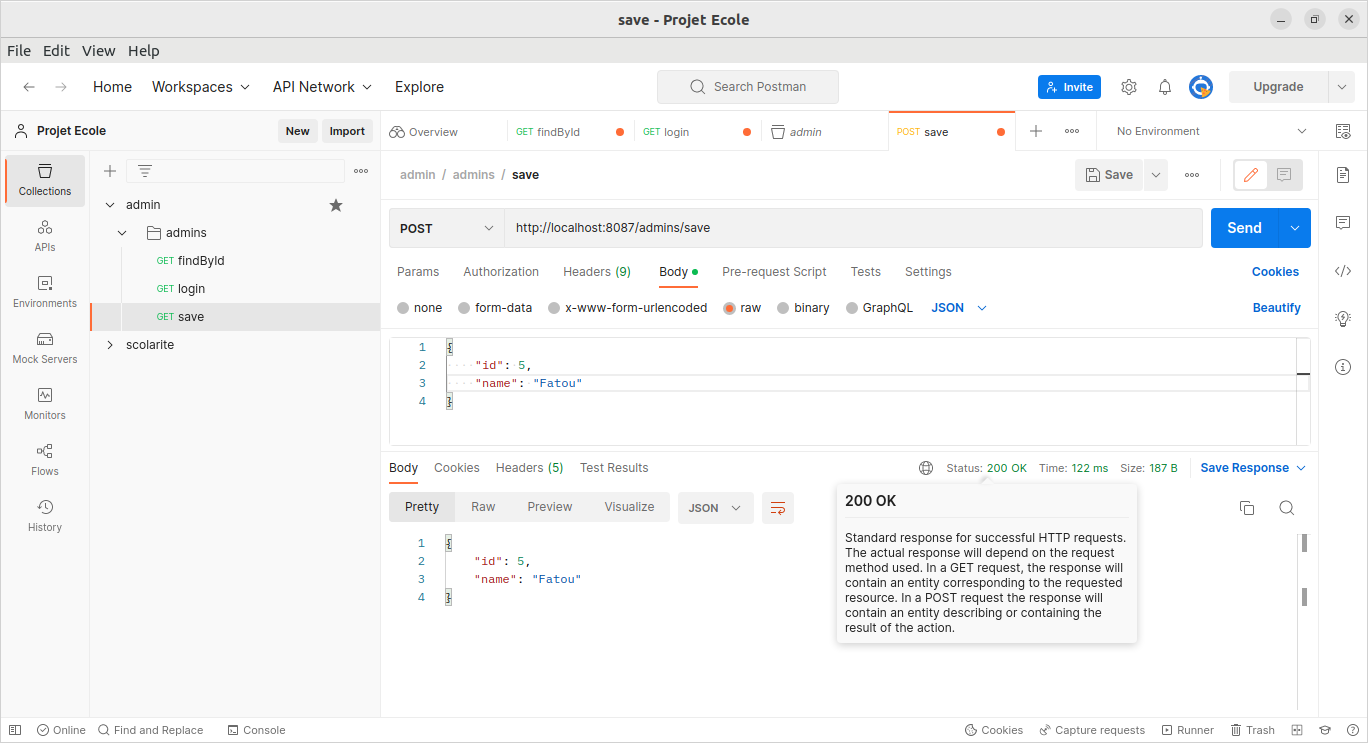 save - Projet Ecole
File Edit View Help
Home Workspaces API Network Explore
Search Postman
Invite
Upgrade
Projet Ecole
New
Import
Overview
GET findById
GET login
admin
POST save
No Environment
Collections
APIs
Environments
Mock Servers
Monitors
Flows
History
admin
admins
GET findById
GET login
GET save
scolarite
admin / admins / save
Save
POST
http://localhost:8087/admins/save
Send
Params Authorization Headers (9) Body Pre-request Script Tests Settings
Cookies
none form-data x-www-form-urlencoded raw binary GraphQL JSON
Beautify
1 {
2 "id": 5,
3 "name": "Fatou"
4 }
Body Cookies Headers (5) Test Results
Status: 200 OK Time: 122 ms Size: 187 B
Save Response
Pretty Raw Preview Visualize JSON
1 {
2 "id": 5,
3 "name": "Fatou"
4 }
200 OK
Standard response for successful HTTP requests.
The actual response will depend on the request
method used. In a GET request, the response will
contain an entity corresponding to the requested
resource. In a POST request the response will
contain an entity describing or containing the
result of the action.
Online Find and Replace Console
Cookies Capture requests Runner Trash